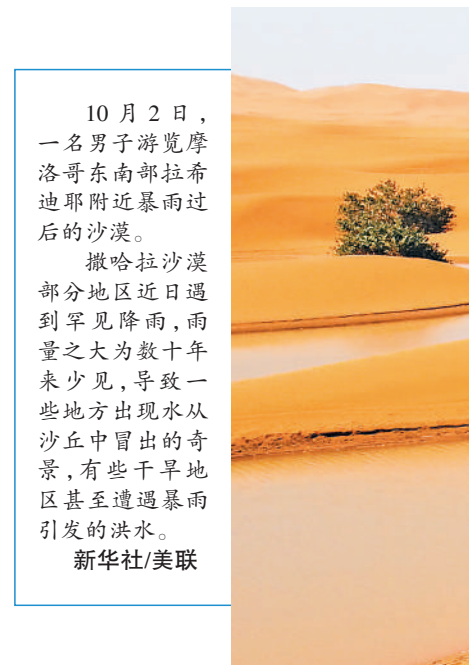 10 月 2 日，
一名男子游览摩
洛哥东南部拉希
迪耶附近暴雨过
后的沙漠。
撒哈拉沙漠
部分地区近日遇
到罕见降雨，雨
量之大为数十年
来少见，导致一
些地方出现水从
沙丘中冒出的奇
景，有些干旱地
区甚至遭遇暴雨
引发的洪水。
新华社/美联